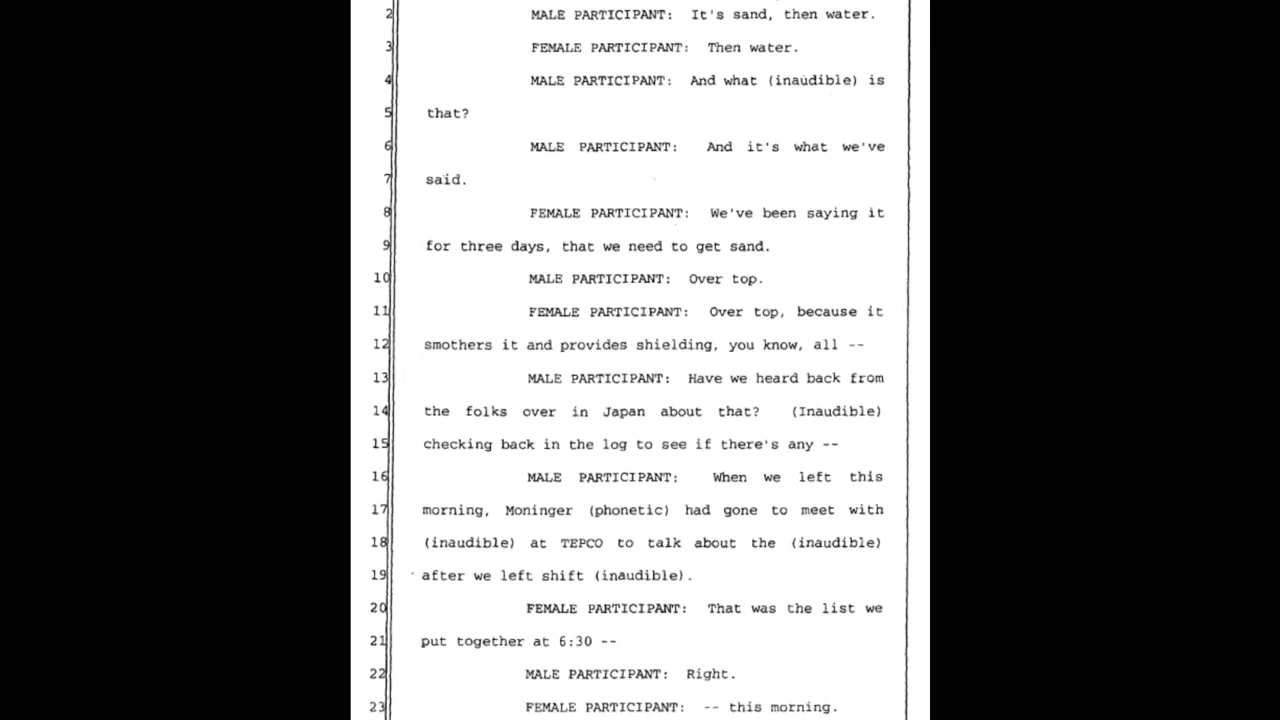 2 MALE PARTICIPANT: It's sand, then water.
3 FEMALE PARTICIPANT: Then water.
4 MALE PARTICIPANT: And what (inaudible) is
5 that?
6 MALE PARTICIPANT: And it's what we've
7 said.
8 FEMALE PARTICIPANT: We've been saying it
9 for three days, that we need to get sand.
10 MALE PARTICIPANT: Over top.
11 FEMALE PARTICIPANT: Over top, because it
12 smothers it and provides shielding, you know, all --
13 MALE PARTICIPANT: Have we heard back from
14 the folks over in Japan about that? (Inaudible)
15 checking back in the log to see if there's any --
16 MALE PARTICIPANT: When we left this
17 morning, Moninger (phonetic) had gone to meet with
18 (inaudible) at TEPCO to talk about the (inaudible)
19 after we left shift (inaudible).
20 FEMALE PARTICIPANT: That was the list we
21 put together at 6:30 --
22 MALE PARTICIPANT: Right.
23 FEMALE PARTICIPANT: -- this morning.